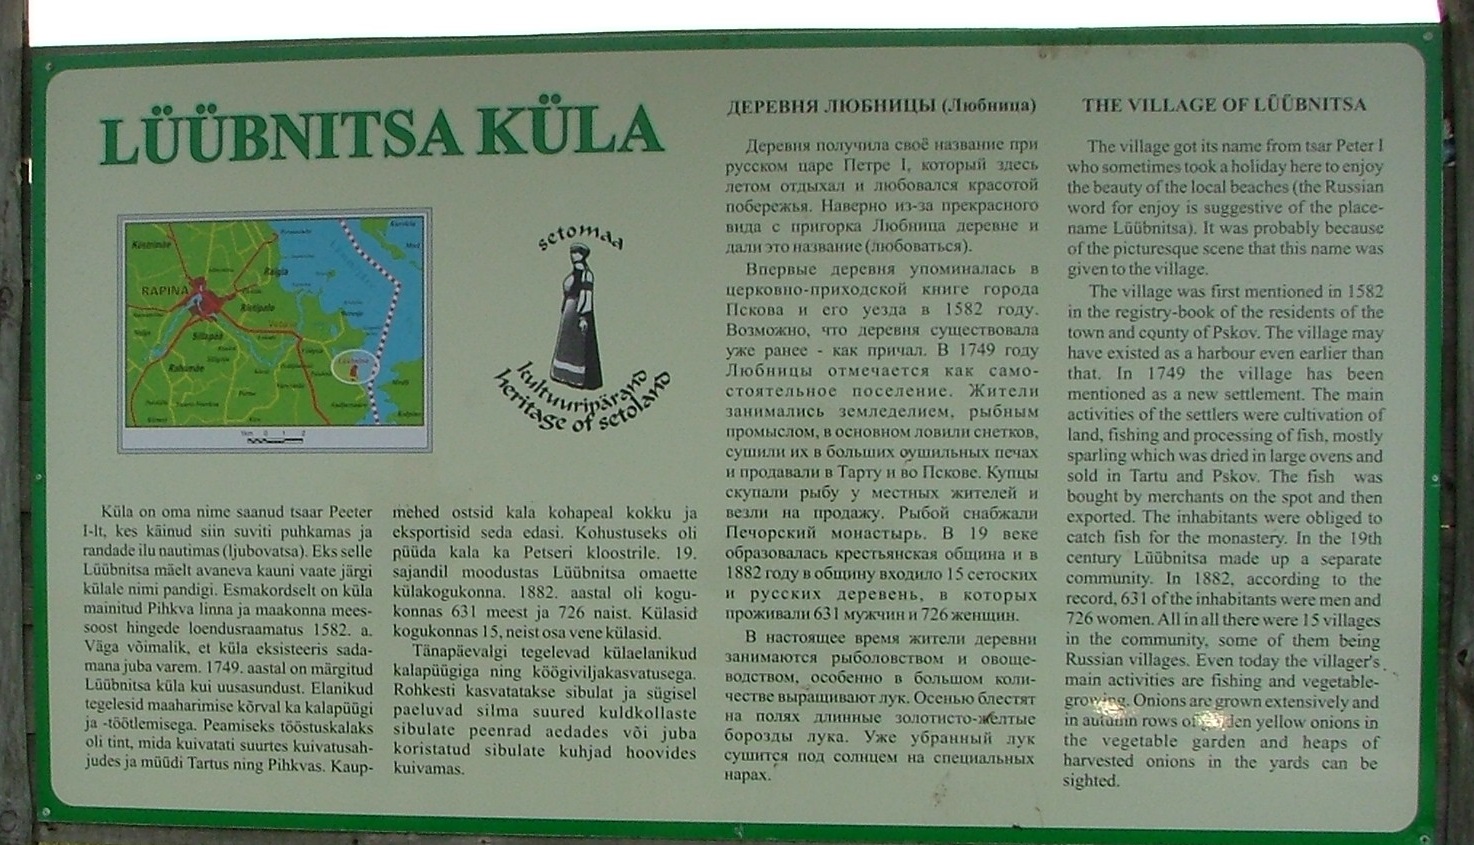 LÜÜBNITSA KÜLA
RÄPINA
Raigla
Ristipalo
Sillapää
Rahumäe
setomaa
kultuuripärand
heritage of setoland
Küla on oma nime saanud tsaar Peeter
I-lt, kes käinud siin suviti puhkamas ja
randade ilu nautimas (ljubovatsa). Eks selle
Lüübnitsa mäelt avaneva kauni vaate järgi
külale nimi pandigi. Esmakordselt on küla
mainitud Pihkva linna ja maakonna mees-
soost hingede loendusraamatus 1582. a.
Väga võimalik, et küla eksisteeris sada-
mana juba varem. 1749. aastal on märgitud
Lüübnitsa küla kui uusasundust. Elanikud
tegelesid maaharimise kõrval ka kalapüügi
ja -töötlemisega. Peamiseks tööstuskalaks
oli tint, mida kuivatati suurtes kuivatusah-
judes ja müüdi Tartus ning Pihkvas. Kaup-
mehed ostsid kala kohapeal kokku ja
eksportisid seda edasi. Kohustuseks oli
püüda kala ka Petseri kloostrile. 19.
sajandil moodustas Lüübnitsa omaette
külakogukonna. 1882. aastal oli kogu-
konnas 631 meest ja 726 naist. Külasid
kogukonnas 15, neist osa vene külasid.
Tänapäevalgi tegelevad külaelanikud
kalapüügiga ning köögiviljakasvatusega.
Rohkesti kasvatatakse sibulat ja sügisel
paeluvad silma suured kuldkollaste
sibulate peenrad aedades või juba
koristatud sibulate kuhjad hoovides
kuivamas.
ДЕРЕВНЯ ЛЮБНИЦЫ (Любница)
Деревня получила своё название при
русском царе Петре I, который здесь
летом отдыхал и любовался красотой
побережья. Наверно из-за прекрасного
вида с пригорка Любница деревне и
дали это название (любоваться).
Впервые деревня упоминалась в
церковно-приходской книге города
Пскова и его уезда в 1582 году.
Возможно, что деревня существовала
уже ранее - как причал. В 1749 году
Любницы отмечается как само-
стоятельное поселение. Жители
занимались земледелием, рыбным
промыслом, в основном ловили снетков,
сушили их в больших оушильных печах
и продавали в Тарту и во Пскове. Купцы
скупали рыбу у местных жителей и
везли на продажу. Рыбой снабжали
Печорский монастырь. В 19 веке
образовалась крестьянская община и в
1882 году в общину входило 15 сетоских
и русских деревень, в которых
проживали 631 мужчин и 726 женщин.
В настоящее время жители деревни
занимаются рыболовством и овоще-
водством, особенно в большом коли-
честве выращивают лук. Осенью блестят
на полях длинные золотисто-желтые
борозды лука. Уже убранный лук
сушится под солнцем на специальных
нарах.
THE VILLAGE OF LÜÜBNITSA
The village got its name from tsar Peter I
who sometimes took a holiday here to enjoy
the beauty of the local beaches (the Russian
word for enjoy is suggestive of the place-
name Lüübnitsa). It was probably because
of the picturesque scene that this name was
given to the village.
The village was first mentioned in 1582
in the registry-book of the residents of the
town and county of Pskov. The village may
have existed as a harbour even earlier than
that. In 1749 the village has been
mentioned as a new settlement. The main
activities of the settlers were cultivation of
land, fishing and processing of fish, mostly
sparling which was dried in large ovens and
sold in Tartu and Pskov. The fish was
bought by merchants on the spot and then
exported. The inhabitants were obliged to
catch fish for the monastery. In the 19th
century Lüübnitsa made up a separate
community. In 1882, according to the
record, 631 of the inhabitants were men and
726 women. All in all there were 15 villages
in the community, some of them being
Russian villages. Even today the villager's
main activities are fishing and vegetable-
growing. Onions are grown extensively and
in autumn rows of golden yellow onions in
the vegetable garden and heaps of
harvested onions in the yards can be
sighted.